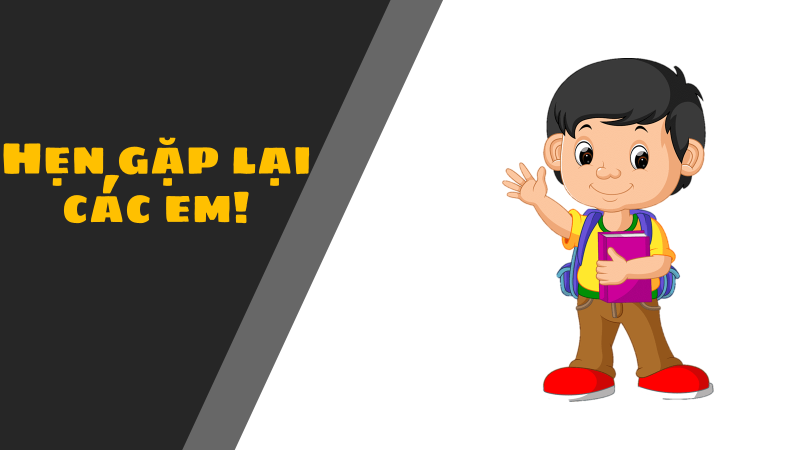 Hẹn gặp lại
các em!